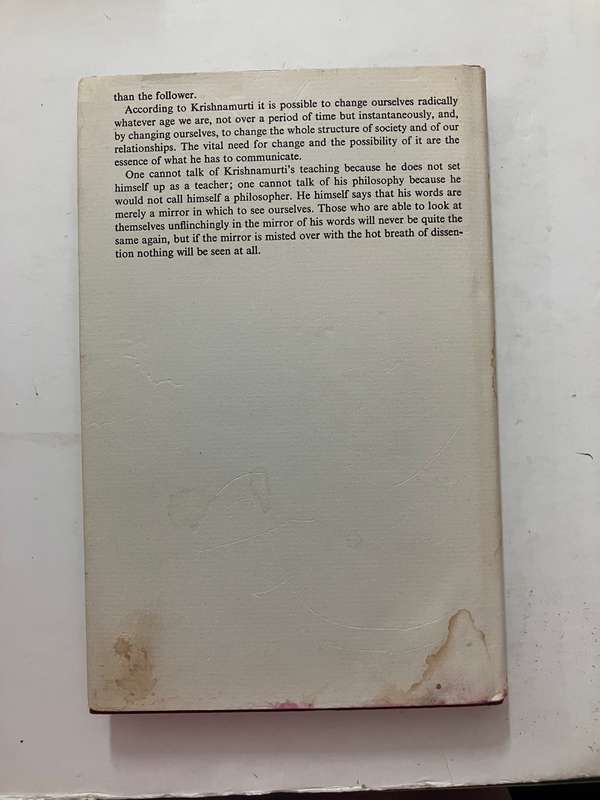 than the follower.
According to Krishnamurti it is possible to change ourselves radically
whatever age we are, not over a period of time but instantaneously, and,
by changing ourselves, to change the whole structure of society and of our
relationships. The vital need for change and the possibility of it are the
essence of what he has to communicate.
One cannot talk of Krishnamurti's teaching because he does not set
himself up as a teacher; one cannot talk of his philosophy because he
would not call himself a philosopher. He himself says that his words are
merely a mirror in which to see ourselves. Those who are able to look at
themselves unflinchingly in the mirror of his words will never be quite the
same again, but if the mirror is misted over with the hot breath of dissen-
tion nothing will be seen at all.